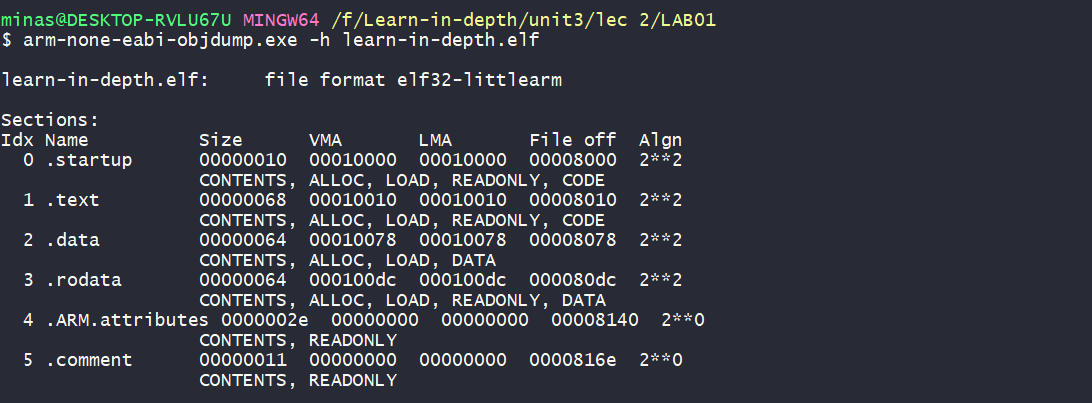 minas@DESKTOP-RVLU67U MINGW64 /f/Learn-in-depth/unit3/lec 2/LAB01
$ arm-none-eabi-objdump.exe -h learn-in-depth.elf
learn-in-depth.elf:     file format elf32-littlearm
Sections:
Idx Name          Size      VMA       LMA       File off  Algn
  0 .startup      00000010  00010000  00010000  00008000  2**2
                  CONTENTS, ALLOC, LOAD, READONLY, CODE
  1 .text         00000068  00010010  00010010  00008010  2**2
                  CONTENTS, ALLOC, LOAD, READONLY, CODE
  2 .data         00000064  00010078  00010078  00008078  2**2
                  CONTENTS, ALLOC, LOAD, DATA
  3 .rodata       00000064  000100dc  000100dc  000080dc  2**2
                  CONTENTS, ALLOC, LOAD, READONLY, DATA
  4 .ARM.attributes 0000002e  00000000  00000000  00008140  2**0
                  CONTENTS, READONLY
  5 .comment      00000011  00000000  00000000  0000816e  2**0
                  CONTENTS, READONLY